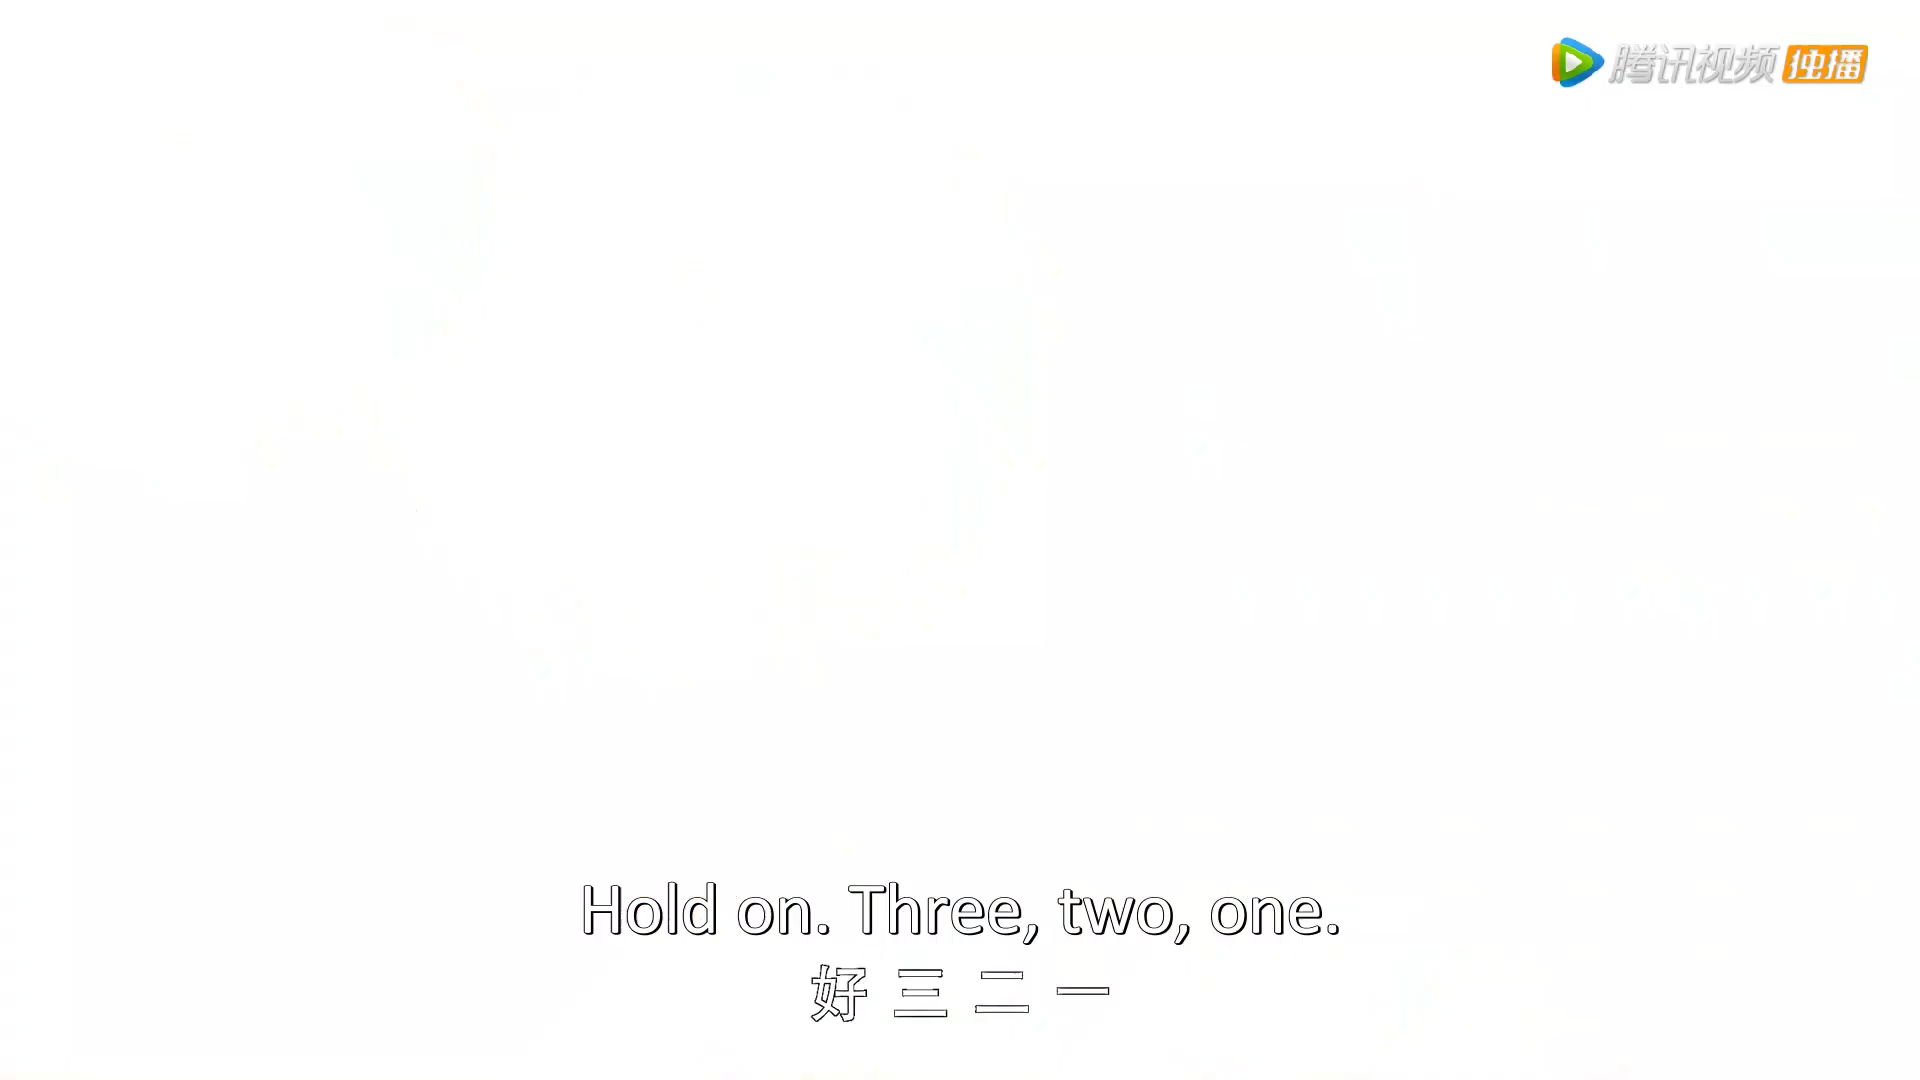 腾讯视频 独播
Hold on. Three, two, one.
好 三 二 一